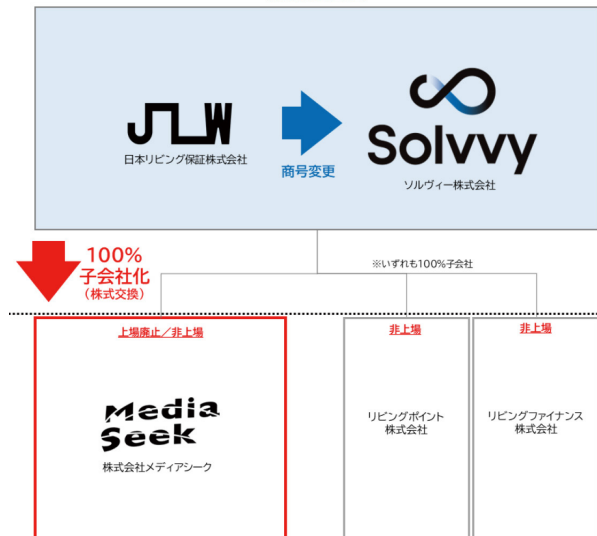 JLW
日本リビング保証株式会社
商号変更
Solvvy
ソルヴィー株式会社
100%
子会社化
（株式交換）
※いずれも100%子会社
上場廃止／非上場
Media
Seek
株式会社メディアシーク
非上場
リビングポイント
株式会社
非上場
リビングファイナンス
株式会社